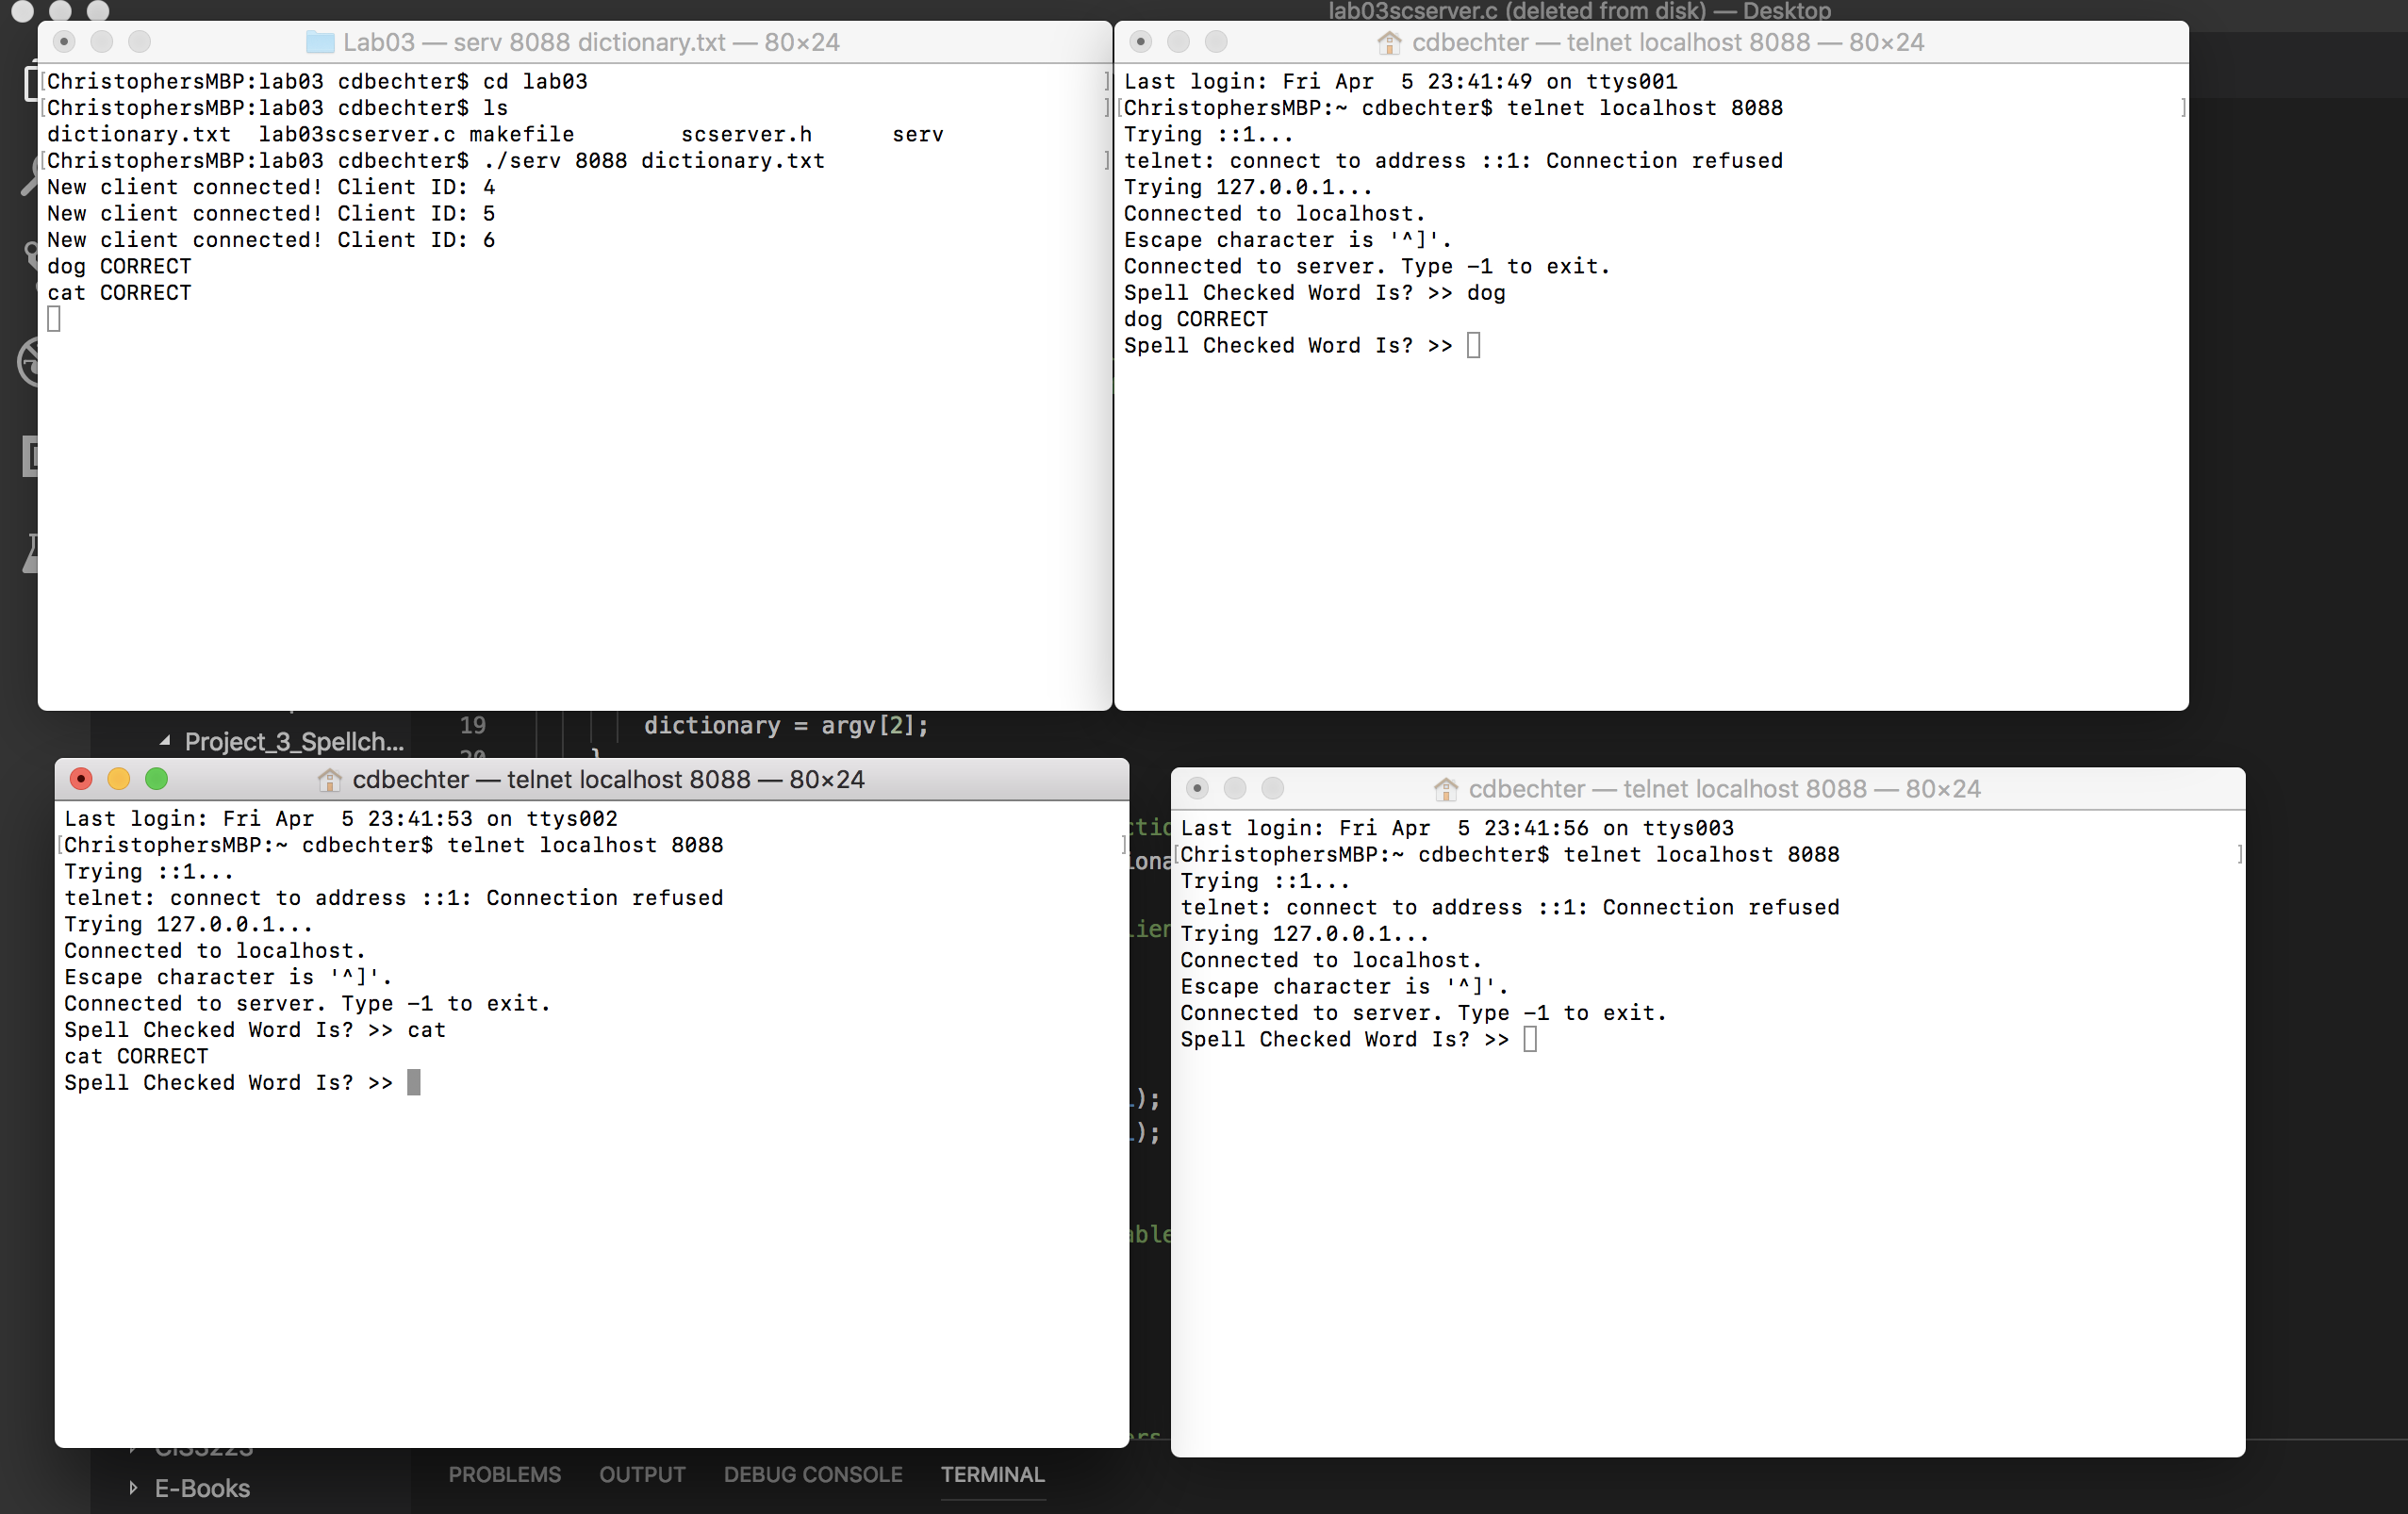 lab03scserver.c (deleted from disk) — Desktop
Lab03 — serv 8088 dictionary.txt — 80×24
[ChristophersMBP:lab03 cdbechter$ cd lab03 ]
[ChristophersMBP:lab03 cdbechter$ ls ]
dictionary.txt  lab03scserver.c makefile        scserver.h      serv
[ChristophersMBP:lab03 cdbechter$ ./serv 8088 dictionary.txt ]
New client connected! Client ID: 4
New client connected! Client ID: 5
New client connected! Client ID: 6
dog CORRECT
cat CORRECT
cdbechter — telnet localhost 8088 — 80×24
Last login: Fri Apr  5 23:41:49 on ttys001
[ChristophersMBP:~ cdbechter$ telnet localhost 8088 ]
Trying ::1...
telnet: connect to address ::1: Connection refused
Trying 127.0.0.1...
Connected to localhost.
Escape character is '^]'.
Connected to server. Type -1 to exit.
Spell Checked Word Is? >> dog
dog CORRECT
Spell Checked Word Is? >>
Project_3_Spellch...
19 dictionary = argv[2];
}
cdbechter — telnet localhost 8088 — 80×24
Last login: Fri Apr  5 23:41:53 on ttys002
[ChristophersMBP:~ cdbechter$ telnet localhost 8088 ]
Trying ::1...
telnet: connect to address ::1: Connection refused
Trying 127.0.0.1...
Connected to localhost.
Escape character is '^]'.
Connected to server. Type -1 to exit.
Spell Checked Word Is? >> cat
cat CORRECT
Spell Checked Word Is? >>
);
);
cdbechter — telnet localhost 8088 — 80×24
Last login: Fri Apr  5 23:41:56 on ttys003
[ChristophersMBP:~ cdbechter$ telnet localhost 8088 ]
Trying ::1...
telnet: connect to address ::1: Connection refused
Trying 127.0.0.1...
Connected to localhost.
Escape character is '^]'.
Connected to server. Type -1 to exit.
Spell Checked Word Is? >>
E-Books
PROBLEMS OUTPUT DEBUG CONSOLE TERMINAL